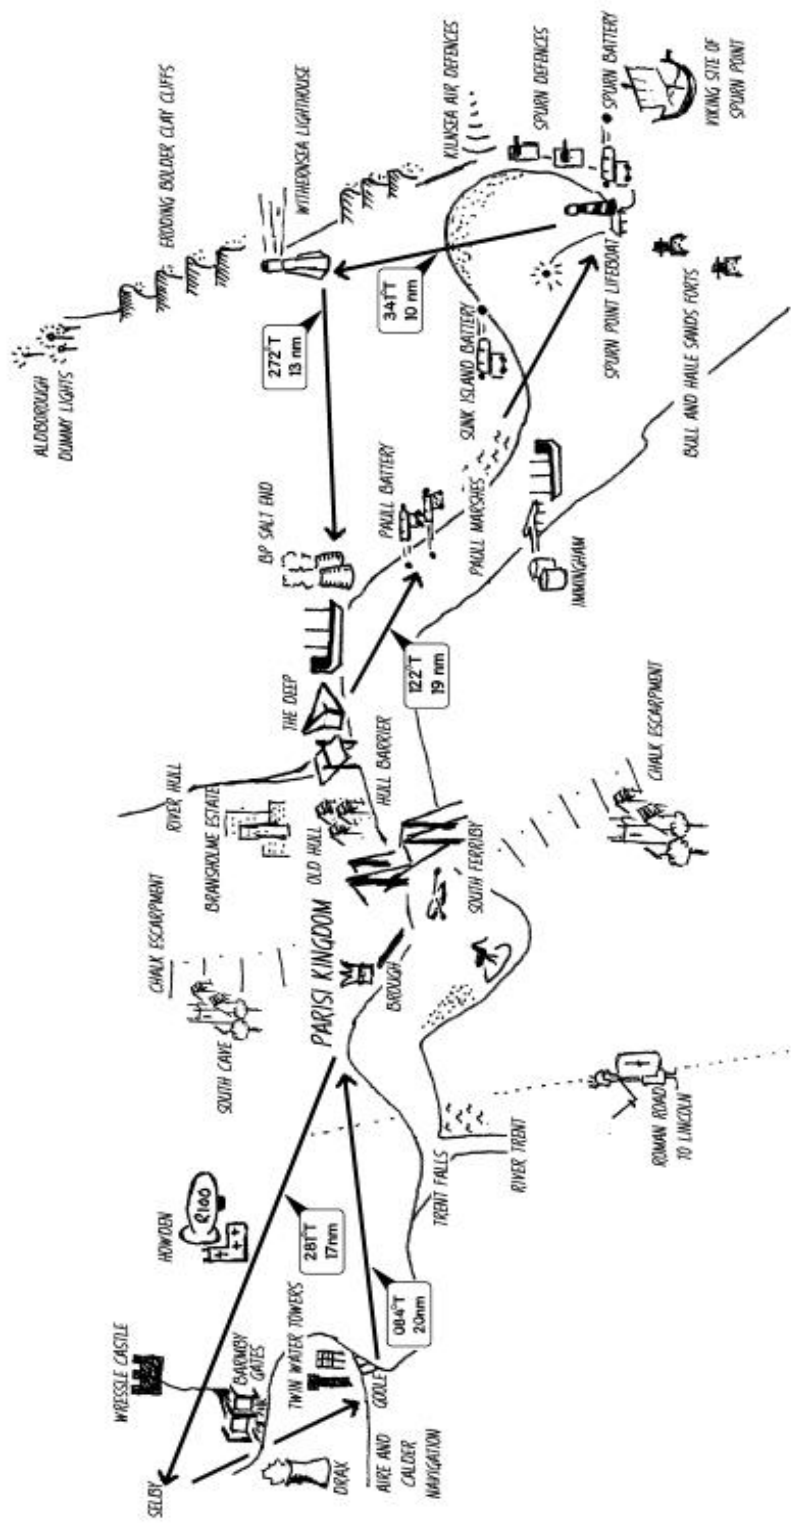 SELBY
WRESSLE CASTLE
BARMBY
GATES
DRAX
TWIN WATER TOWERS
GOOLE
AIRE AND
CALDER
NAVIGATION
HOWDEN
R100
281°T
17nm
084°T
20nm
TRENT FALLS
RIVER TRENT
ROMAN ROAD
TO LINCOLN
CHALK ESCARPMENT
SOUTH CAVE
PARISI KINGDOM
BROUGH
SOUTH FERRIBY
CHALK ESCARPMENT
RIVER HULL
BRANSHOLME ESTATE
OLD HULL
HULL BARRIER
THE DEEP
122°T
19 nm
BP SALT END
PAULL BATTERY
PAULL MARSHES
IMMINGHAM
272°T
13 nm
SUNK ISLAND BATTERY
341°T
10 nm
ALDBOROUGH
DUMMY LIGHTS
ERODING BOLDER CLAY CLIFFS
WITHERNSEA LIGHTHOUSE
KILNSEA AIR DEFENCES
SPURN DEFENCES
SPURN BATTERY
VIKING SITE OF
SPURN POINT
SPURN POINT LIFEBOAT
BULL AND HAILE SANDS FORTS